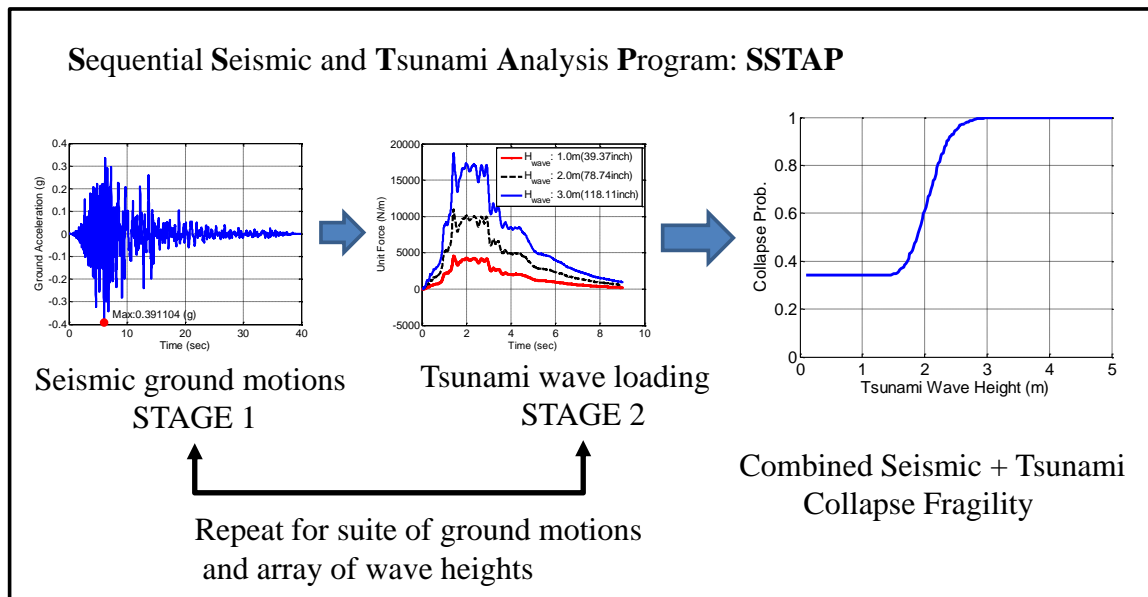 Sequential Seismic and Tsunami Analysis Program: SSTAP
0.4
0.3
0.2
0.1
0
-0.1
-0.2
-0.3
-0.4
Ground Acceleration (g)
Max:0.391104 (g)
0 10 20 30 40
Time (sec)
Seismic ground motions
STAGE 1
20000
15000
10000
5000
0
-5000
Unit Force (N/m)
H wave: 1.0m(39.37inch)
H wave: 2.0m(78.74inch)
H wave: 3.0m(118.11inch)
0 2 4 6 8 10
Time (sec)
Tsunami wave loading
STAGE 2
1
0.8
0.6
0.4
0.2
0
Collapse Prob.
0 1 2 3 4 5
Tsunami Wave Height (m)
Combined Seismic + Tsunami
Collapse Fragility
Repeat for suite of ground motions
and array of wave heights